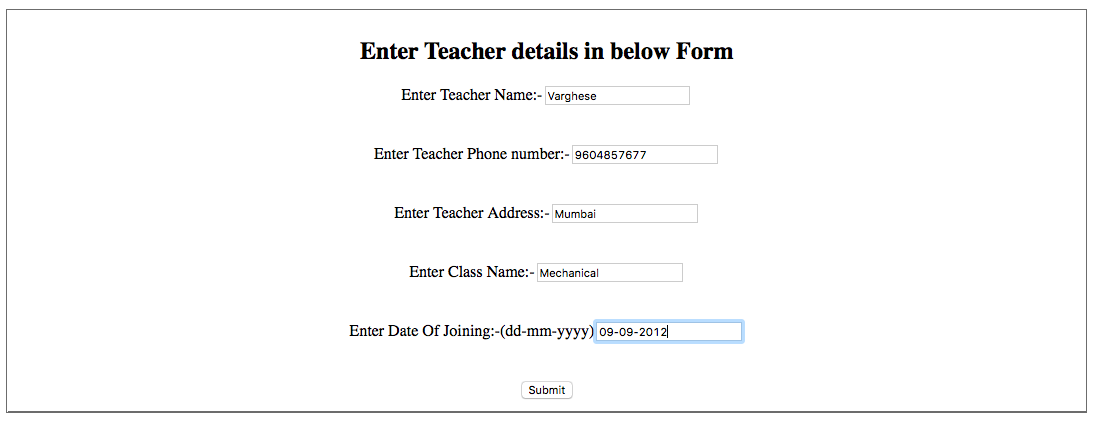 Enter Teacher details in below Form
Enter Teacher Name:- Varghese
Enter Teacher Phone number:- 9604857677
Enter Teacher Address:- Mumbai
Enter Class Name:- Mechanical
Enter Date Of Joining:-(dd-mm-yyyy) 09-09-2012
Submit